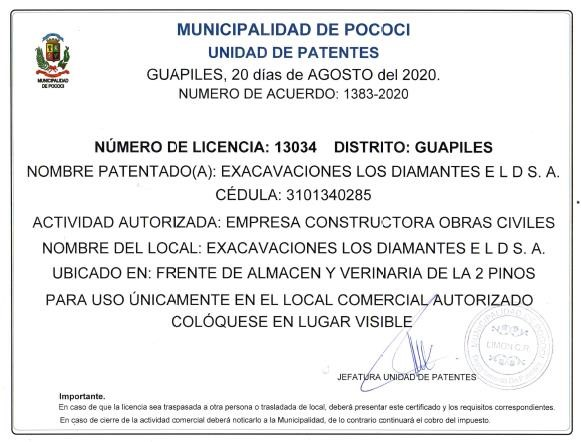 MUNICIPALIDAD DE POCOCI
UNIDAD DE PATENTES
GUAPILES, 20 días de AGOSTO del 2020.
NUMERO DE ACUERDO: 1383-2020
MUNICIPALIDAD
DE POCOCI
NÚMERO DE LICENCIA: 13034 DISTRITO: GUAPILES
NOMBRE PATENTADO(A): EXACAVACIONES LOS DIAMANTES E L D S. A.
CÉDULA: 3101340285
ACTIVIDAD AUTORIZADA: EMPRESA CONSTRUCTORA OBRAS CIVILES
NOMBRE DEL LOCAL: EXACAVACIONES LOS DIAMANTES E L D S. A.
UBICADO EN: FRENTE DE ALMACEN Y VERINARIA DE LA 2 PINOS
PARA USO ÚNICAMENTE EN EL LOCAL COMERCIAL AUTORIZADO
COLÓQUESE EN LUGAR VISIBLE
MUNICIPALIDAD DE POCOCI
LIMON C.R.
JEFATURA UNIDAD DE PATENTES
Importante.
En caso de que la licencia sea traspasada a otra persona o trasladada de local, deberá presentar este certificado y los requisitos correspondientes.
En caso de cierre de la actividad comercial deberá noticarlo a la Municipalidad, de lo contrario continuará el cobro del impuesto.